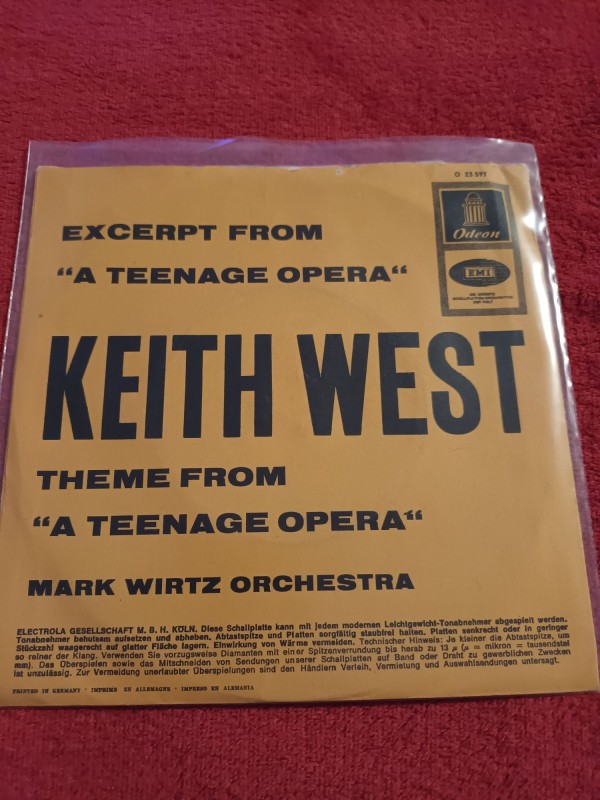 O 23 597
Odeon
EMI
DIE GRÖSSTE
SCHALLPLATTEN-ORGANISATION
DER WELT
EXCERPT FROM
“A TEENAGE OPERA“
KEITH WEST
THEME FROM
“A TEENAGE OPERA“
MARK WIRTZ ORCHESTRA
ELECTROLA GESELLSCHAFT M. B. H. KÖLN. Diese Schallplatte kann mit jedem modernen Leichtgewicht-Tonabnehmer abgespielt werden.
Tonabnehmer behutsam aufsetzen und abheben. Abtastspitze und Platten sorgfältig staubfrei halten. Platten senkrecht oder in geringer
Stückzahl waagerecht auf glatter Fläche lagern. Einwirkung von Wärme vermeiden. Technischer Hinweis: Je kleiner die Abtastspitze, um
so reiner der Klang. Verwenden Sie vorzugsweise Diamanten mit einer Spitzenverrundung bis herab zu 13 µ (µ = mikron = tausendstel
mm). Das Überspielen sowie das Mitschneiden von Sendungen unserer Schallplatten auf Band oder Draht zu gewerblichen Zwecken
ist unzulässig. Zur Vermeidung unerlaubter Überspielungen sind den Händlern Verleih, Vermietung und Auswahlsendungen untersagt.
PRINTED IN GERMANY · IMPRIMÉ EN ALLEMAGNE · IMPRESO EN ALEMANIA